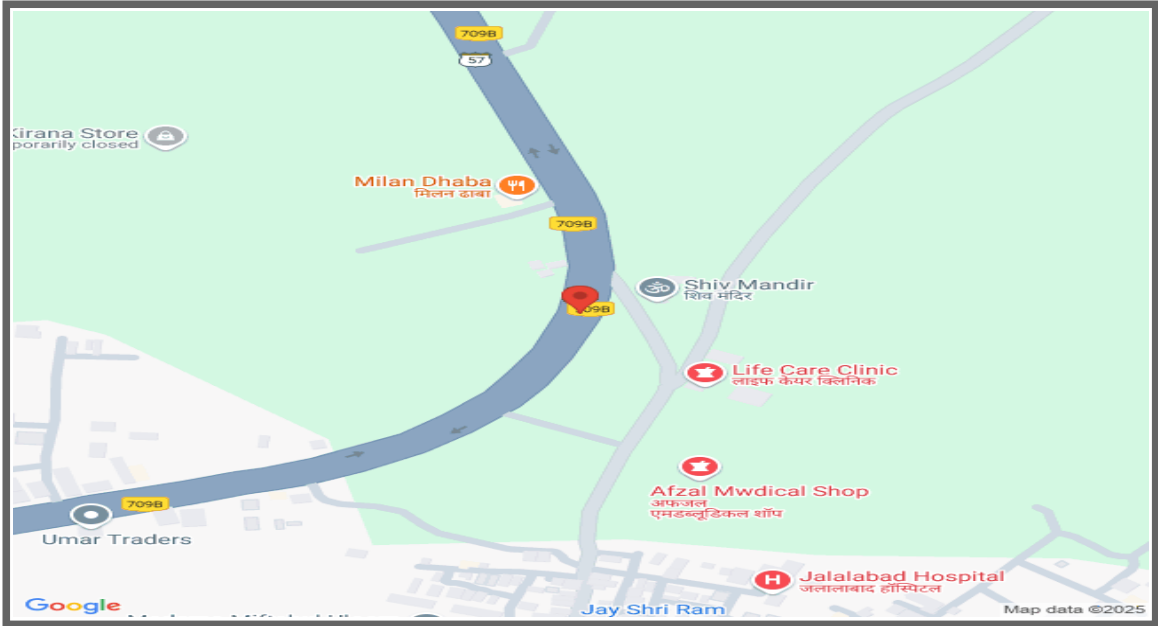 709B
57
Kirana Store
porarily closed
Milan Dhaba
मिलन ढाबा
709B
Shiv Mandir
शिव मंदिर
709B
Life Care Clinic
लाइफ केयर क्लिनिक
Afzal Mwdical Shop
अफजल
एमडब्लूडिकल शॉप
709B
Umar Traders
Jalalabad Hospital
जलालाबाद हॉस्पिटल
Google
Jay Shri Ram
Map data ©2025